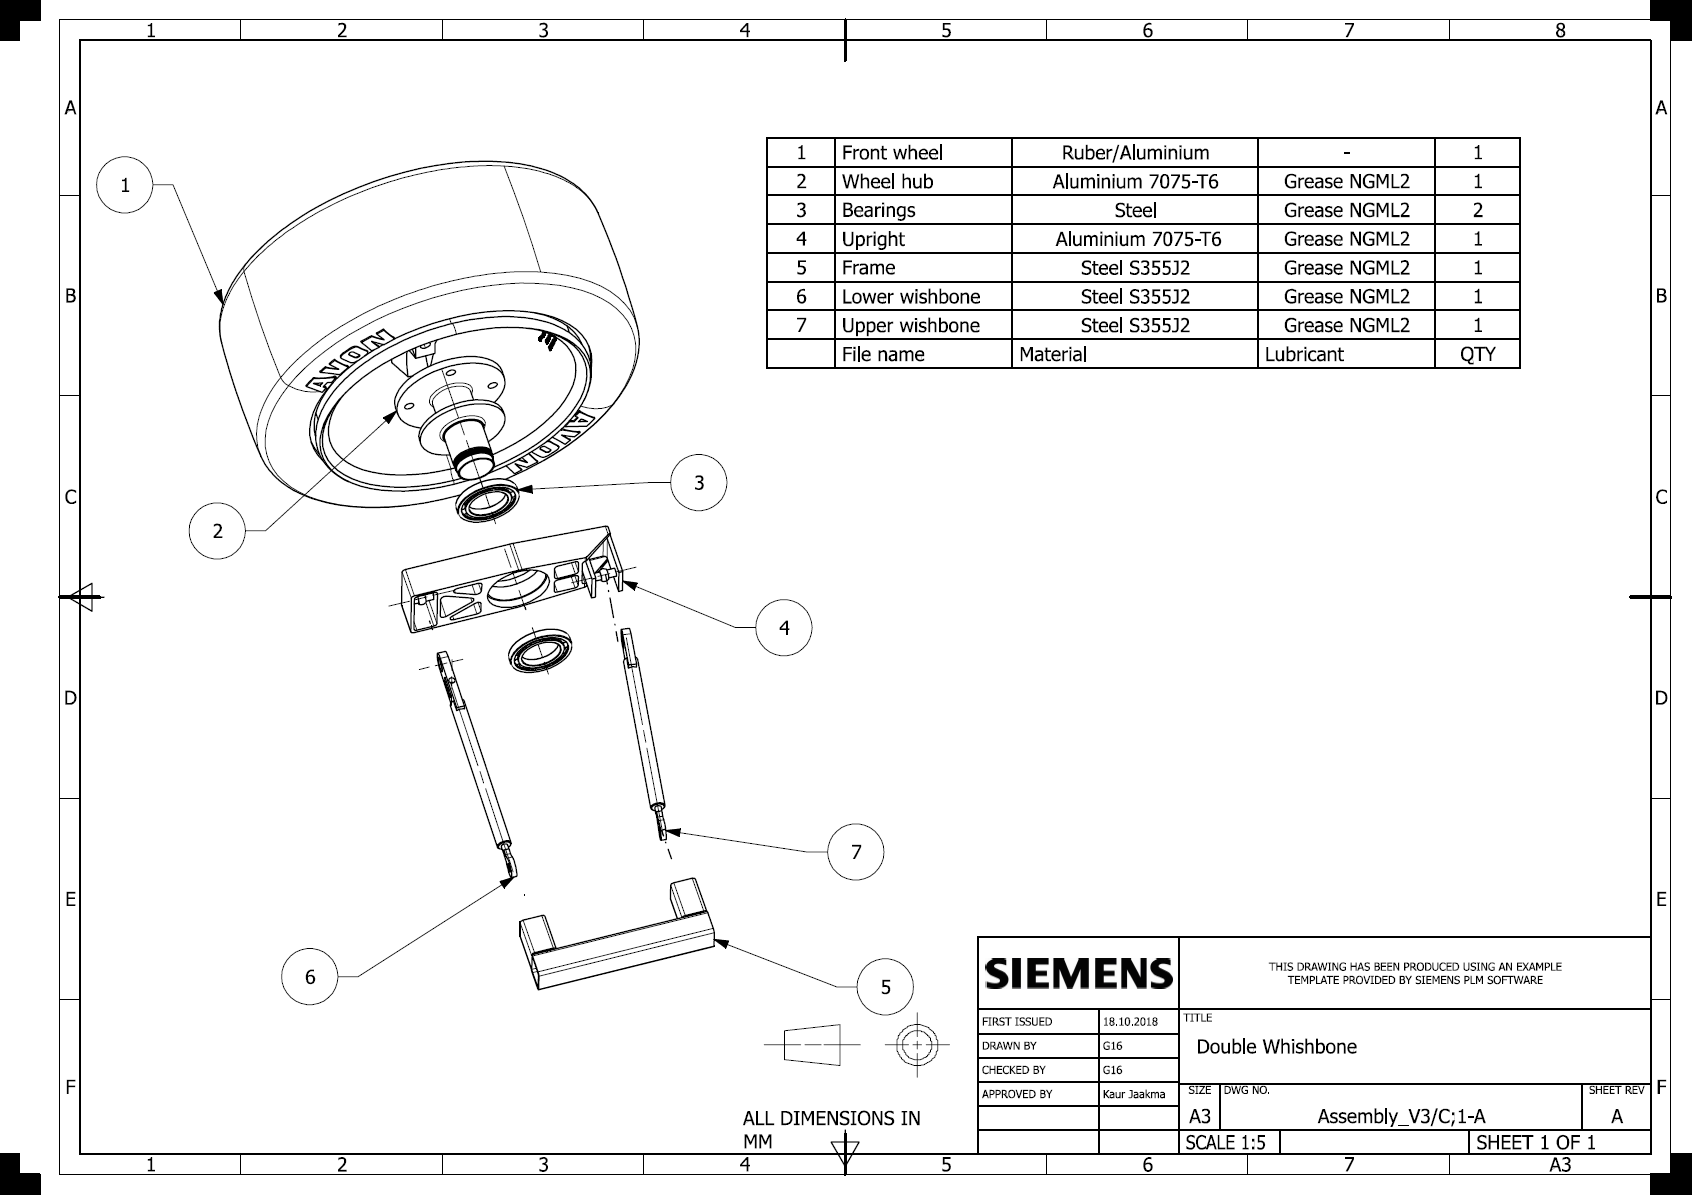 1 2 3 4 5 6 7 8
A A
1 Front wheel Ruber/Aluminium - 1
2 Wheel hub Aluminium 7075-T6 Grease NGML2 1
3 Bearings Steel Grease NGML2 2
4 Upright Aluminium 7075-T6 Grease NGML2 1
5 Frame Steel S355J2 Grease NGML2 1
6 Lower wishbone Steel S355J2 Grease NGML2 1
7 Upper wishbone Steel S355J2 Grease NGML2 1
File name Material Lubricant QTY
1
B B
AVON
AVON
2
3
C C
4
D D
7
E E
6
5
SIEMENS
THIS DRAWING HAS BEEN PRODUCED USING AN EXAMPLE
TEMPLATE PROVIDED BY SIEMENS PLM SOFTWARE
FIRST ISSUED 18.10.2018
DRAWN BY G16
CHECKED BY G16
APPROVED BY Kaur Jaakma
TITLE
Double Whishbone
SIZE DWG NO. SHEET REV
A3 Assembly_V3/C;1-A A
SCALE 1:5 SHEET 1 OF 1
F F
ALL DIMENSIONS IN
MM
1 2 3 4 5 6 7 A3